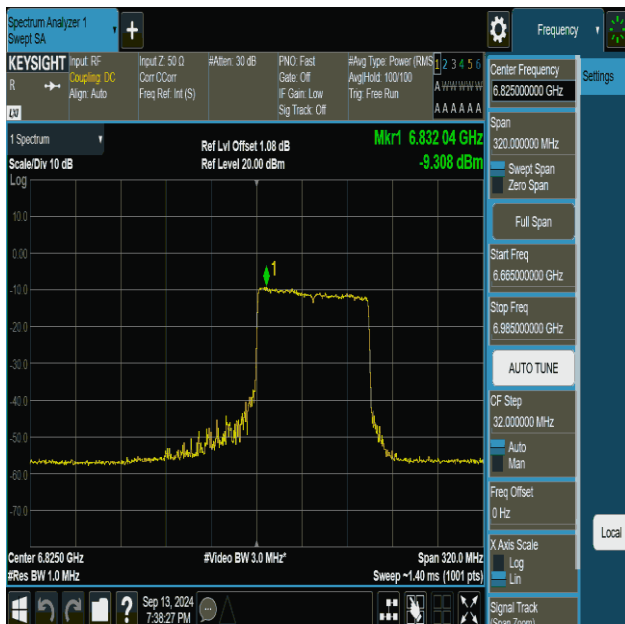 Spectrum Analyzer 1
Swept SA
+
Frequency
KEYSIGHT
R
LXI
Input: RF
Coupling: DC
Align: Auto
Input Z: 50 Ω
Corr CCorr
Freq Ref: Int (S)
#Atten: 30 dB
PNO: Fast
Gate: Off
IF Gain: Low
Sig Track: Off
#Avg Type: Power (RMS
Avg|Hold: 100/100
Trig: Free Run
1 2 3 4 5 6
A W W W W W
A A A A A A
Center Frequency
6.825000000 GHz
Settings
Span
320.000000 MHz
Swept Span
Zero Span
Full Span
Start Freq
6.665000000 GHz
Stop Freq
6.985000000 GHz
AUTO TUNE
CF Step
32.000000 MHz
Auto
Man
Freq Offset
0 Hz
X Axis Scale
Log
Lin
Local
Signal Track
(Span Zoom)
1 Spectrum
Scale/Div 10 dB
Log
Ref Lvl Offset 1.08 dB
Ref Level 20.00 dBm
Mkr1 6.832 04 GHz
-9.308 dBm
10.0
0.00
-10.0
-20.0
-30.0
-40.0
-50.0
-60.0
-70.0
1
Center 6.8250 GHz
#Video BW 3.0 MHz*
Span 320.0 MHz
#Res BW 1.0 MHz
Sweep ~1.40 ms (1001 pts)
?
Sep 13, 2024
7:38:27 PM